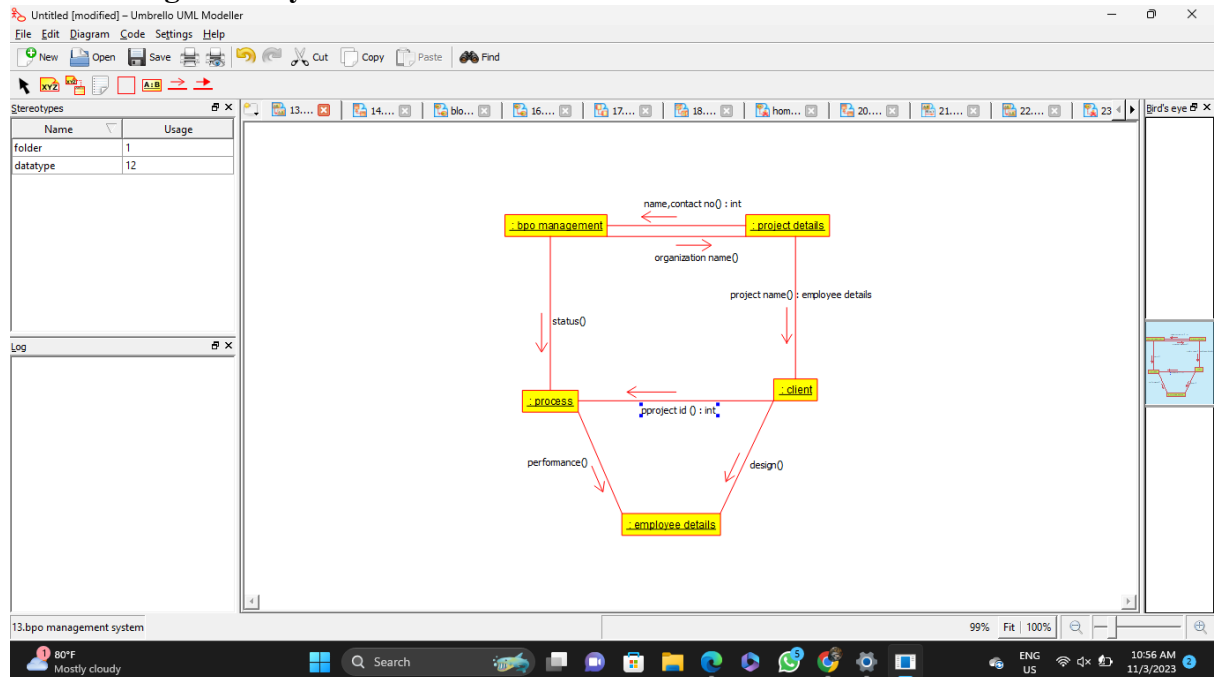 Untitled [modified] – Umbrello UML Modeller
File Edit Diagram Code Settings Help
New Open Save Cut Copy Paste Find
XYZ A:B
Stereotypes
Name Usage
folder 1
datatype 12
Log
13.... 14.... blo... 16.... 17.... 18.... hom... 20.... 21.... 22.... 23
Bird's eye
name,contact no() : int
: bpo management
: project details
organization name()
project name() : employee details
status()
: client
: process
pproject id () : int
perfomance()
design()
: employee details
13.bpo management system
99% Fit 100%
1
80°F
Mostly cloudy
Search
ENG
US
10:56 AM
11/3/2023
2